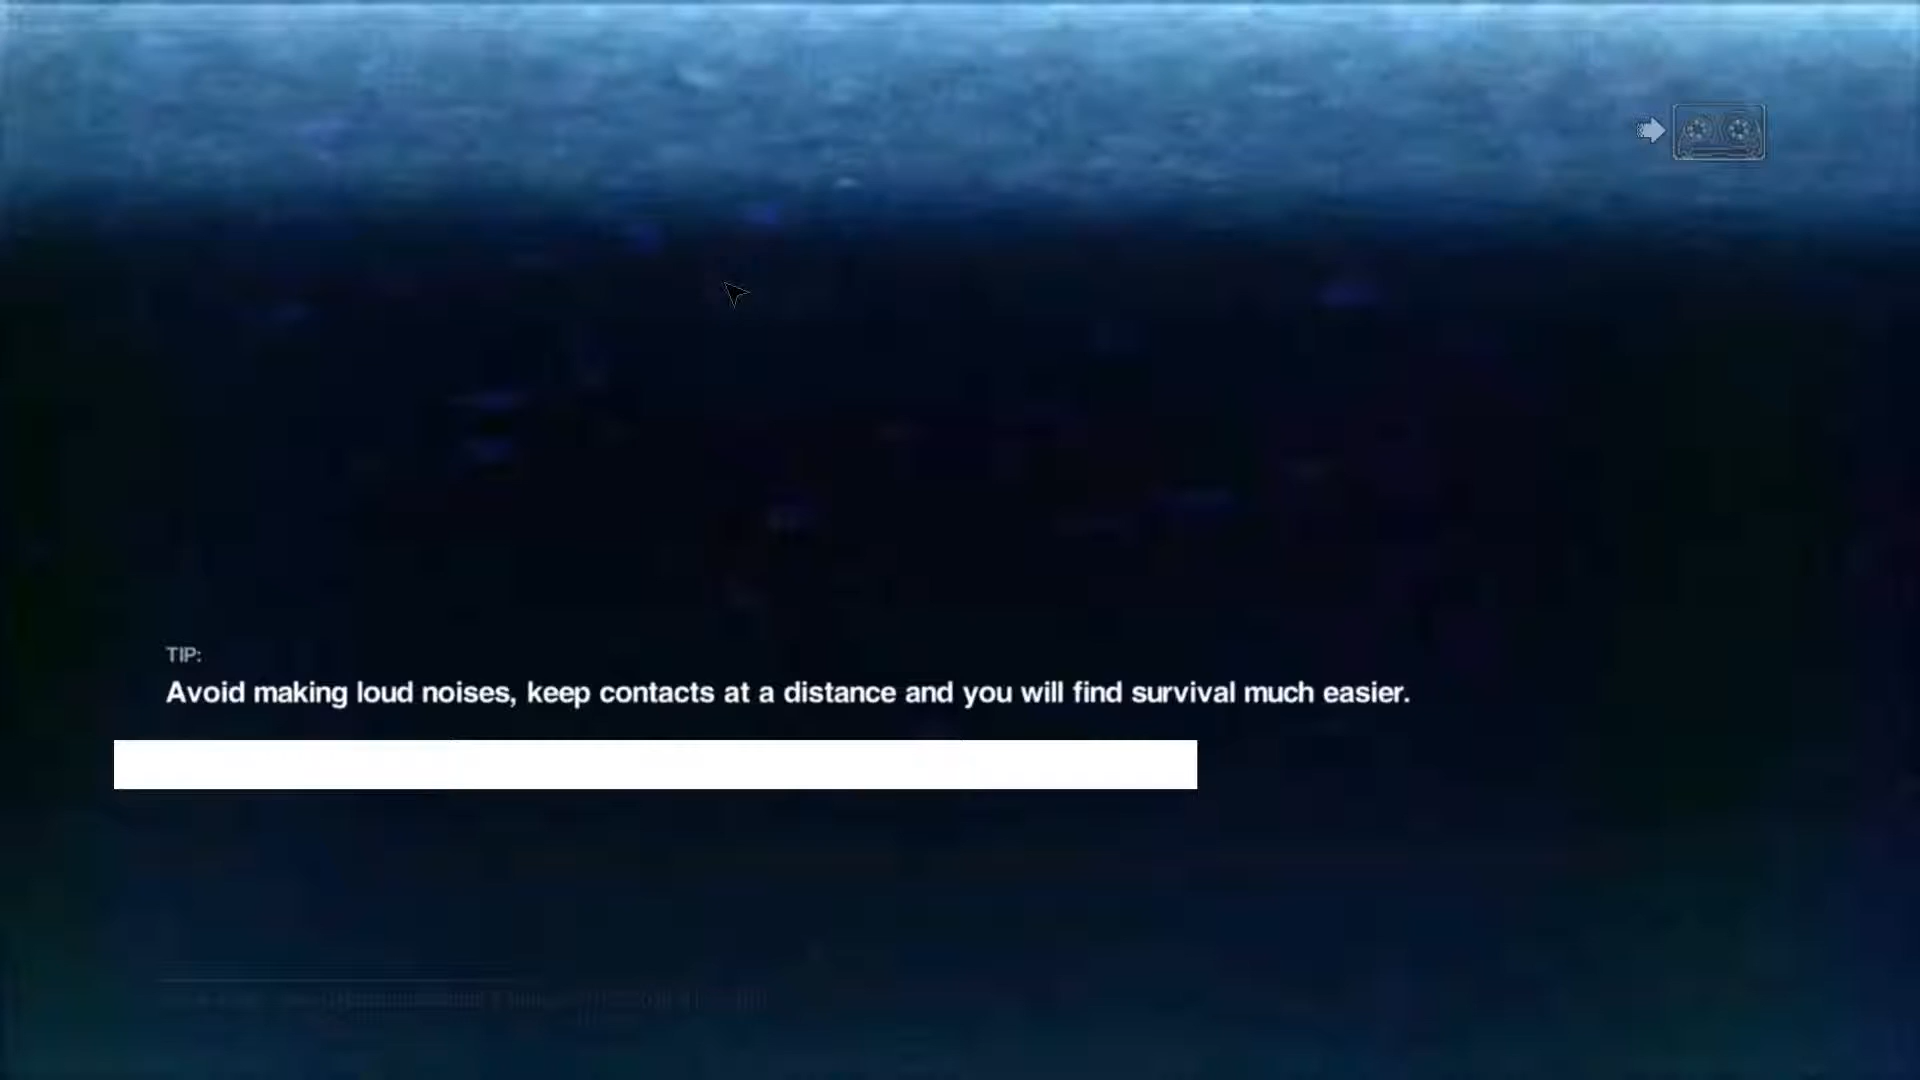 TIP:
Avoid making loud noises, keep contacts at a distance and you will find survival much easier.